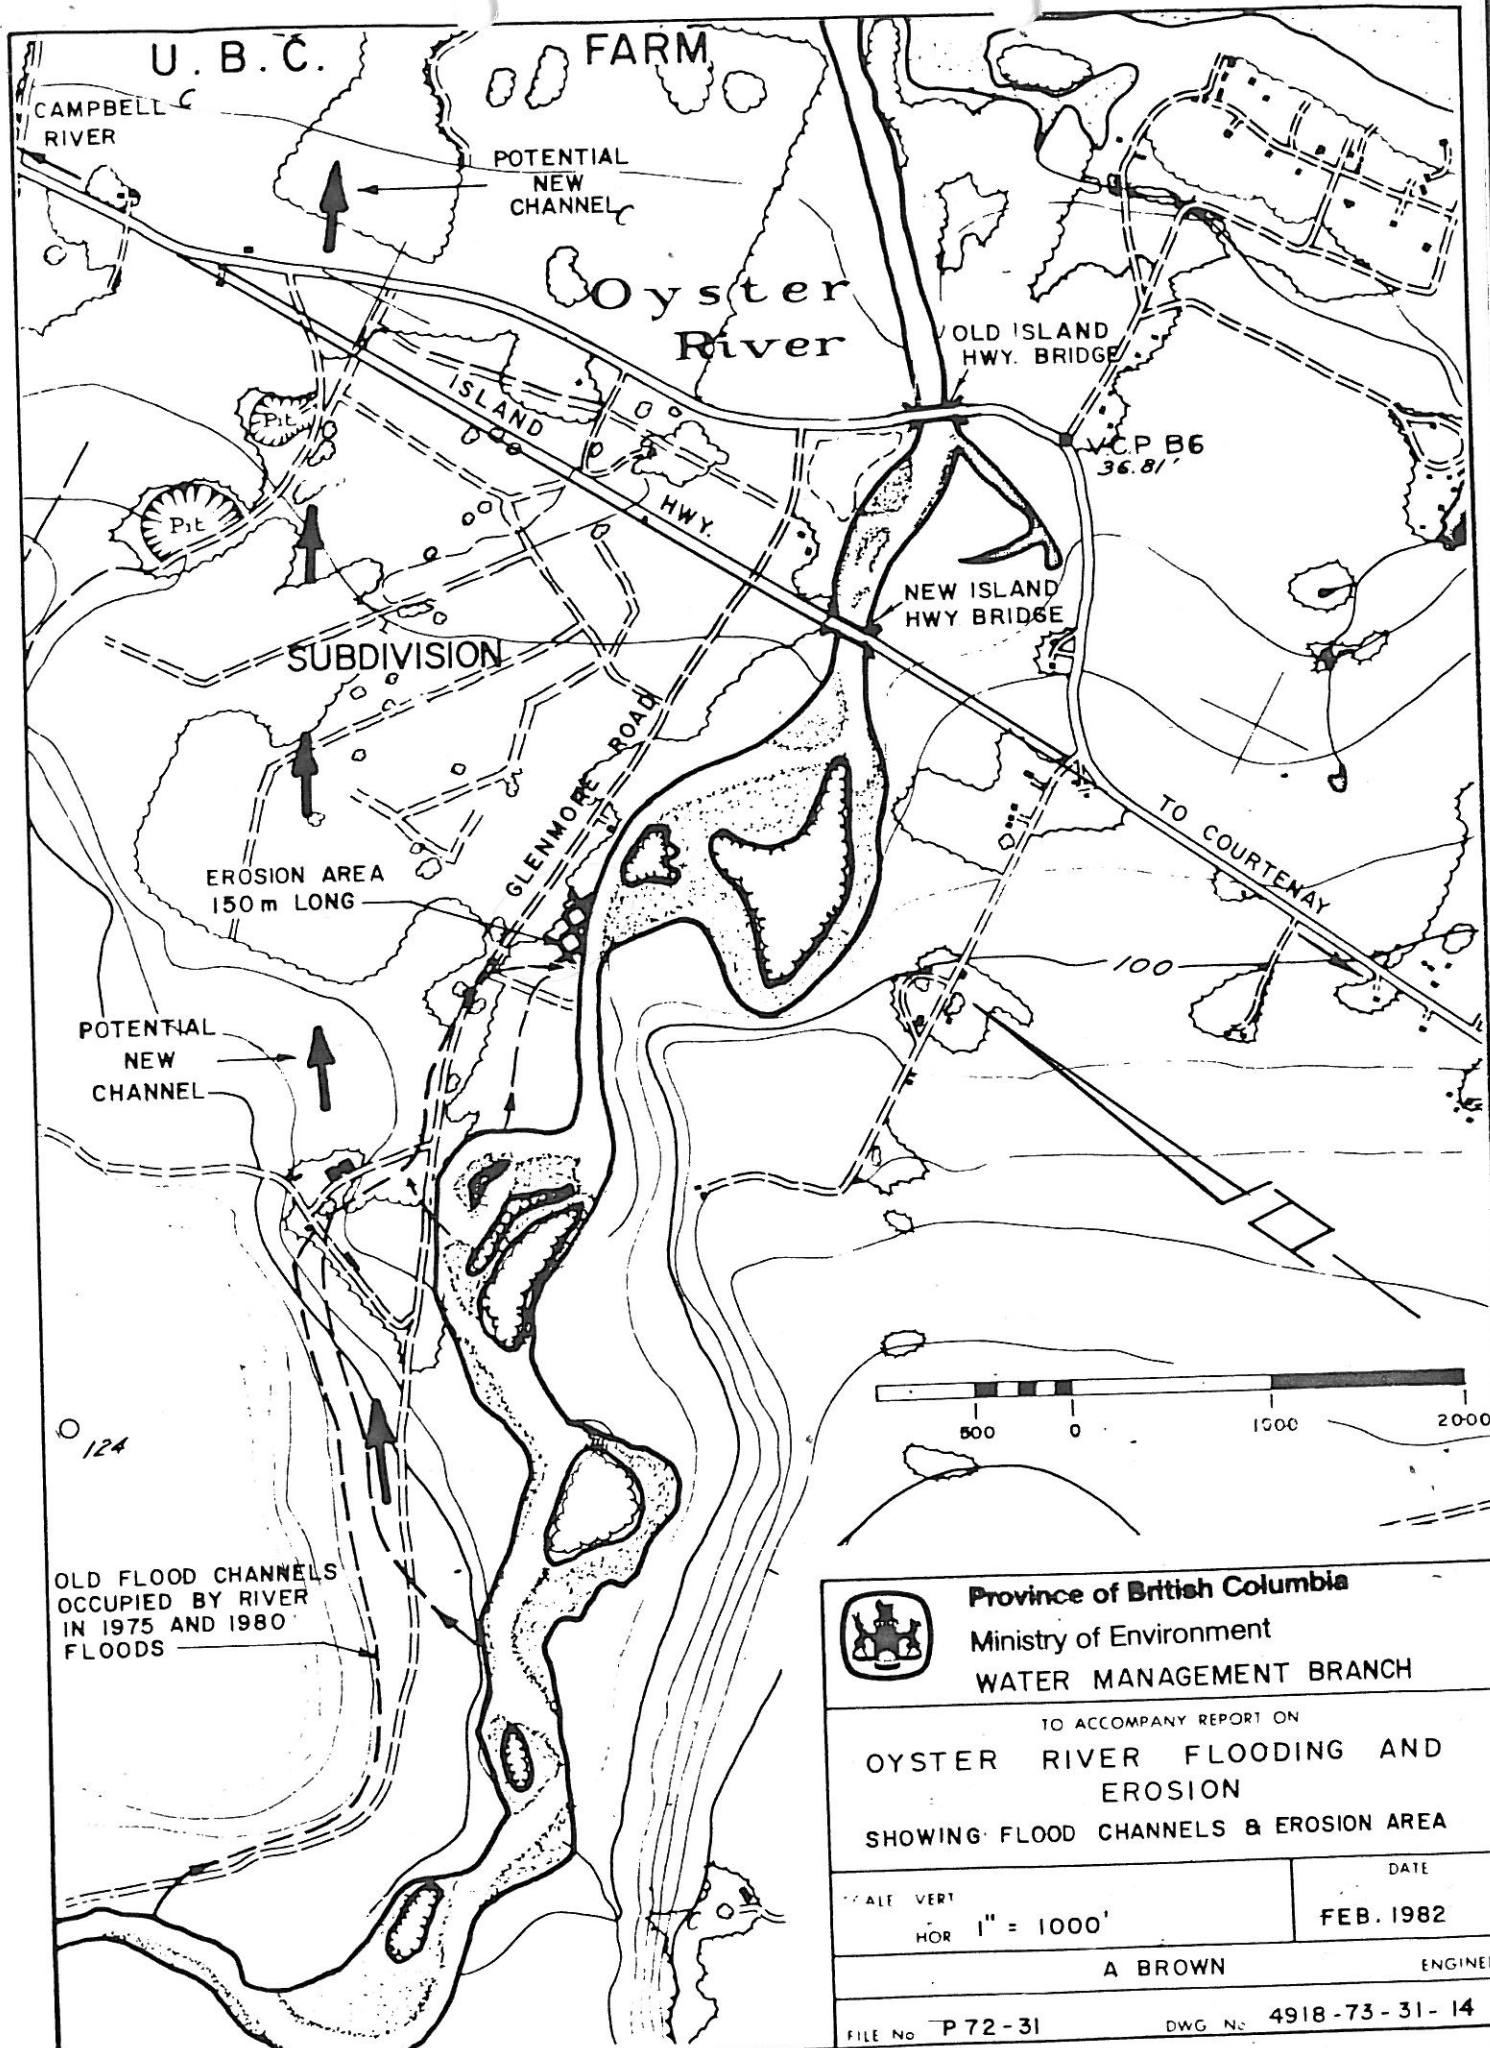 U.B.C. FARM
CAMPBELL
RIVER
POTENTIAL
NEW
CHANNEL
Oyster
River
OLD ISLAND
HWY. BRIDGE
ISLAND HWY.
Pit
V.C.P B6
36.81'
Pit
NEW ISLAND
HWY BRIDGE
SUBDIVISION
GLENMORE ROAD
TO COURTENAY
EROSION AREA
150m LONG
100
POTENTIAL
NEW
CHANNEL
500 0 1000 2000
124
OLD FLOOD CHANNELS
OCCUPIED BY RIVER
IN 1975 AND 1980
FLOODS
Province of British Columbia
Ministry of Environment
WATER MANAGEMENT BRANCH
TO ACCOMPANY REPORT ON
OYSTER RIVER FLOODING AND
EROSION
SHOWING FLOOD CHANNELS & EROSION AREA
ALE VERT
HOR 1" = 1000'
DATE
FEB. 1982
A BROWN ENGINE
FILE No P72-31 DWG No 4918-73-31-14